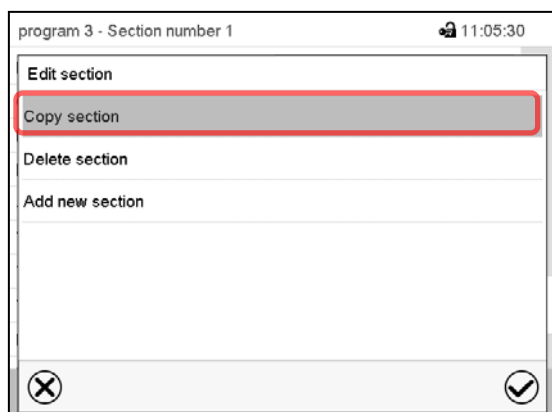 program 3 - Section number 1 11:05:30
Edit section
Copy section
Delete section
Add new section